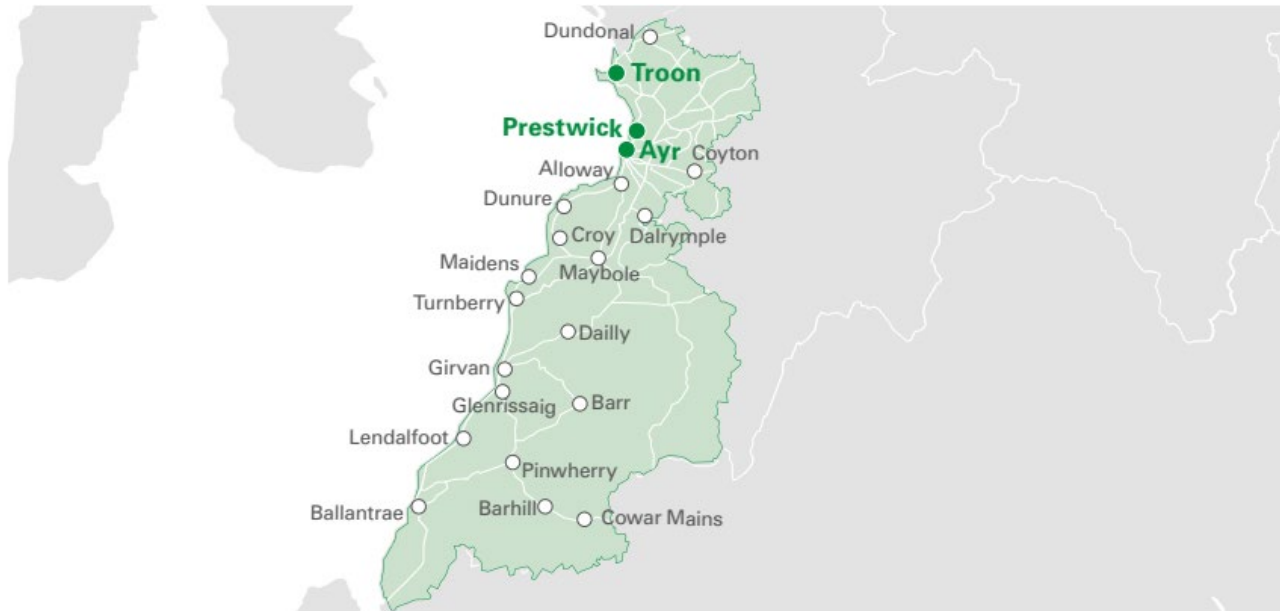 Dundonal
Troon
Prestwick
Ayr
Coyton
Alloway
Dunure
Dalrymple
Croy
Maidens
Maybole
Turnberry
Dailly
Girvan
Glenrissaig
Barr
Lendalfoot
Pinwherry
Ballantrae
Barhill
Cowar Mains